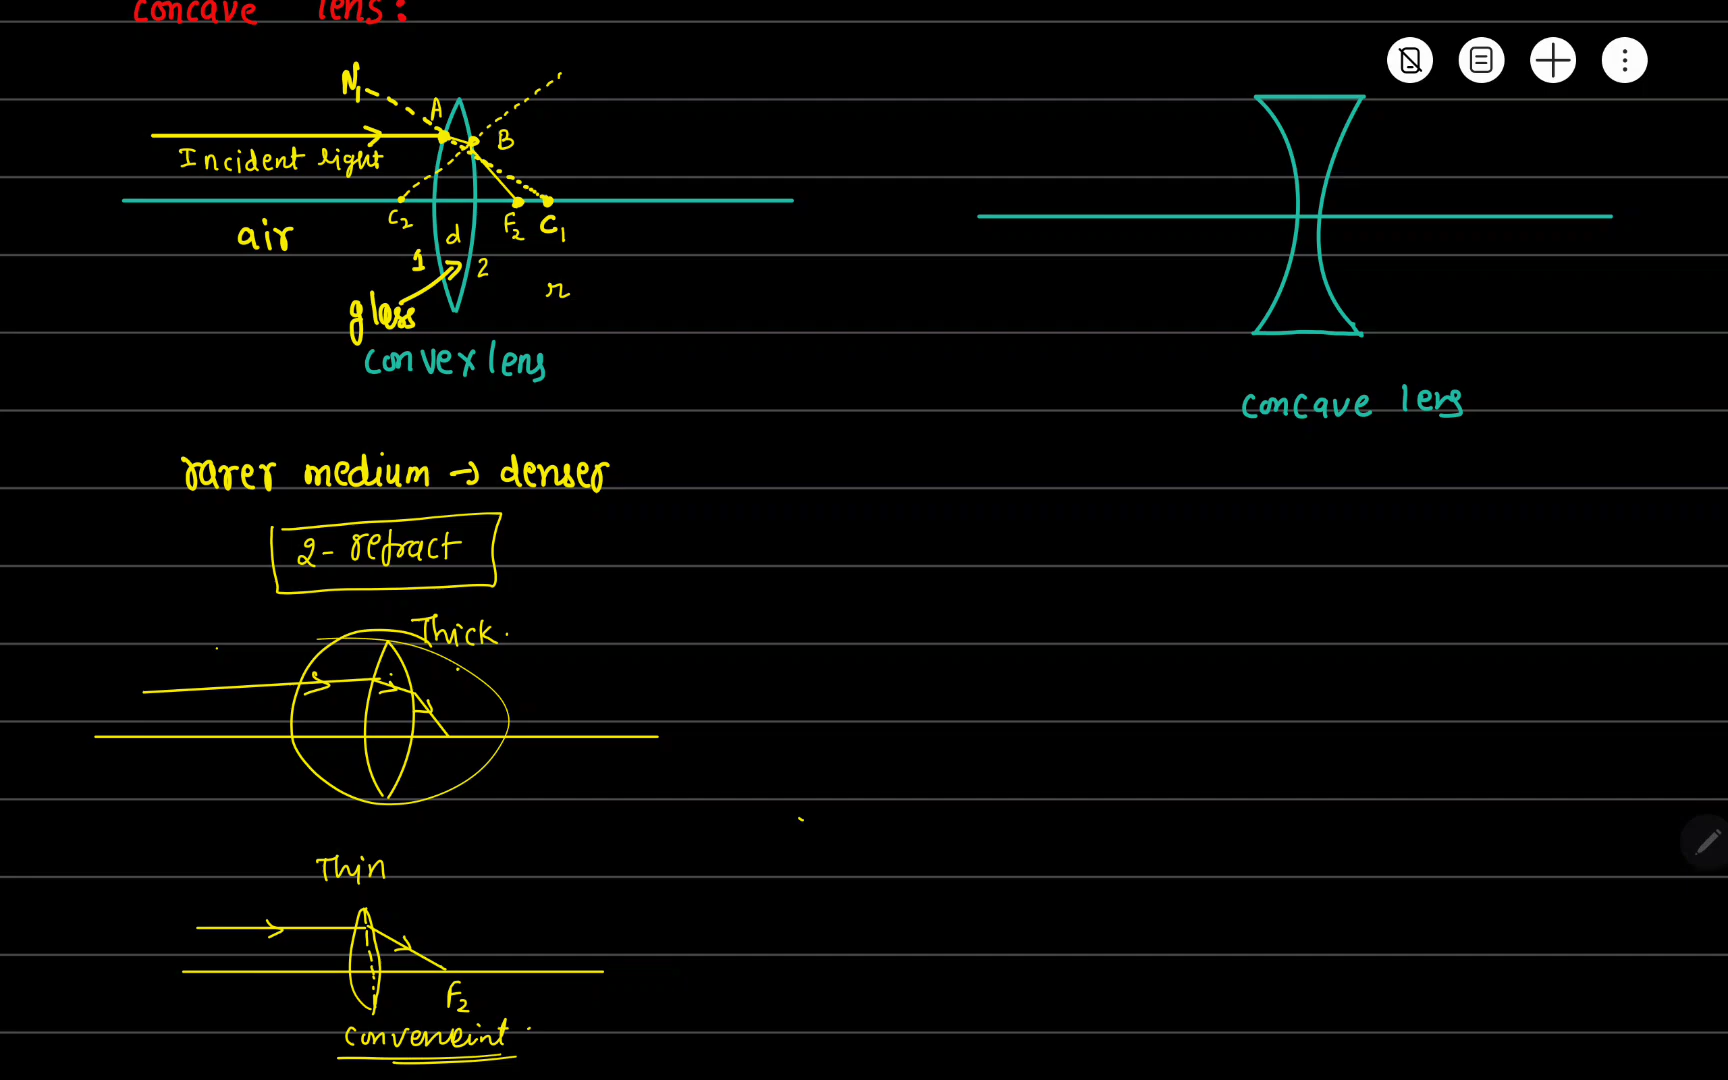 concave lens:
N1
A
B
Incident light
C2
F2
C1
air
d
1
2
r
glass
convex lens
concave lens
rarer medium → denser
2- refract
Thick.
Thin
F2
conveneint.